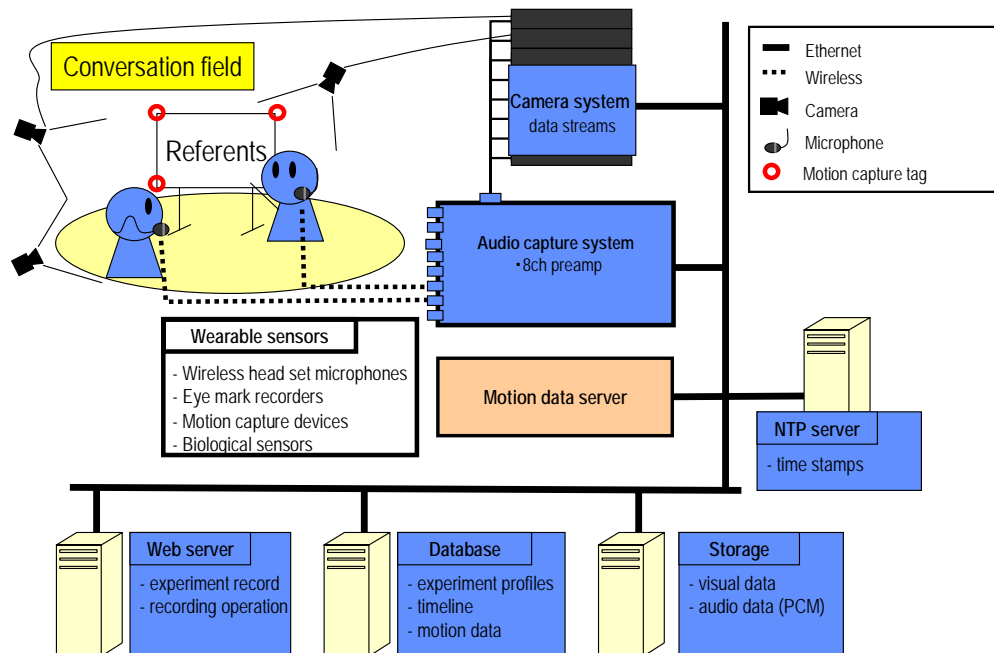 Conversation field
Referents
Camera system
data streams
Ethernet
Wireless
Camera
Microphone
Motion capture tag
Audio capture system
・8ch preamp
Wearable sensors
- Wireless head set microphones
- Eye mark recorders
- Motion capture devices
- Biological sensors
Motion data server
NTP server
- time stamps
Web server
- experiment record
- recording operation
Database
- experiment profiles
- timeline
- motion data
Storage
- visual data
- audio data (PCM)